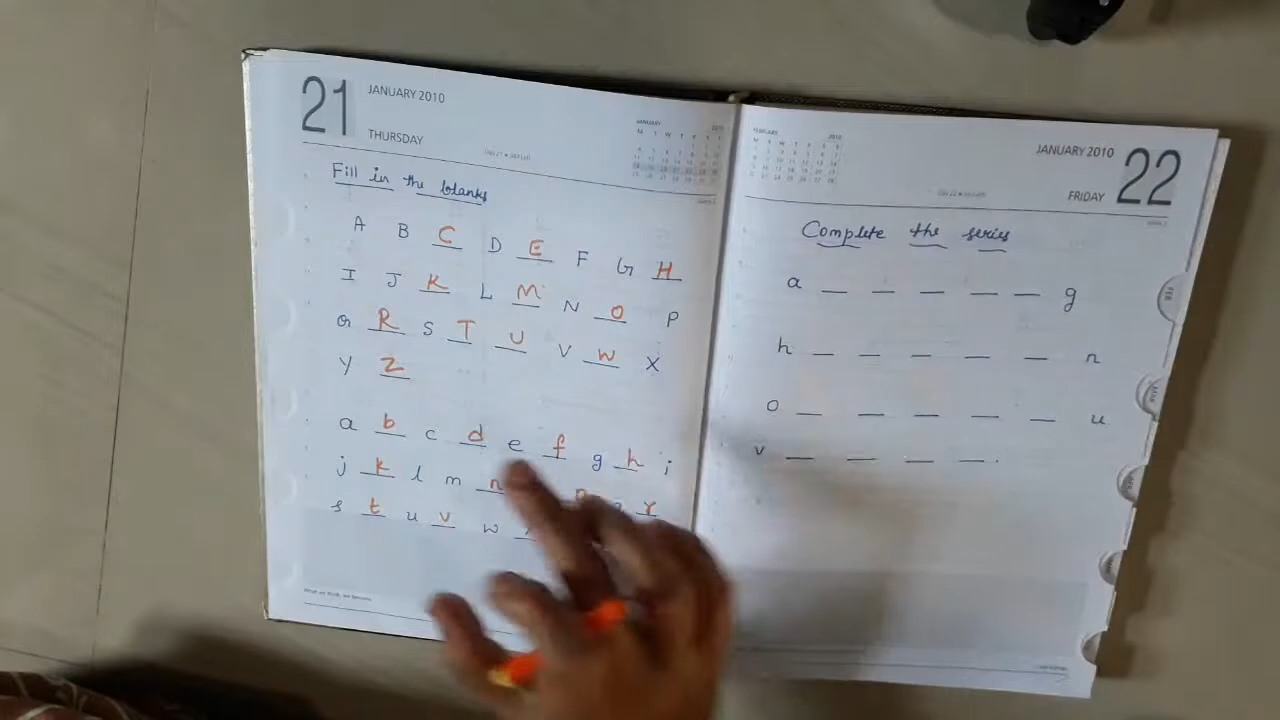 21 JANUARY 2010
THURSDAY
Fill in the blanks
A B C D E F G H
I J K L M N O P
Q R S T U V W X
Y Z
a b c d e f g h i
j k l m n
s t u v w
22 JANUARY 2010
FRIDAY
Complete the series
a _ _ _ _ _ g
h _ _ _ _ _ n
o _ _ _ _ _ u
v _ _ _ _.